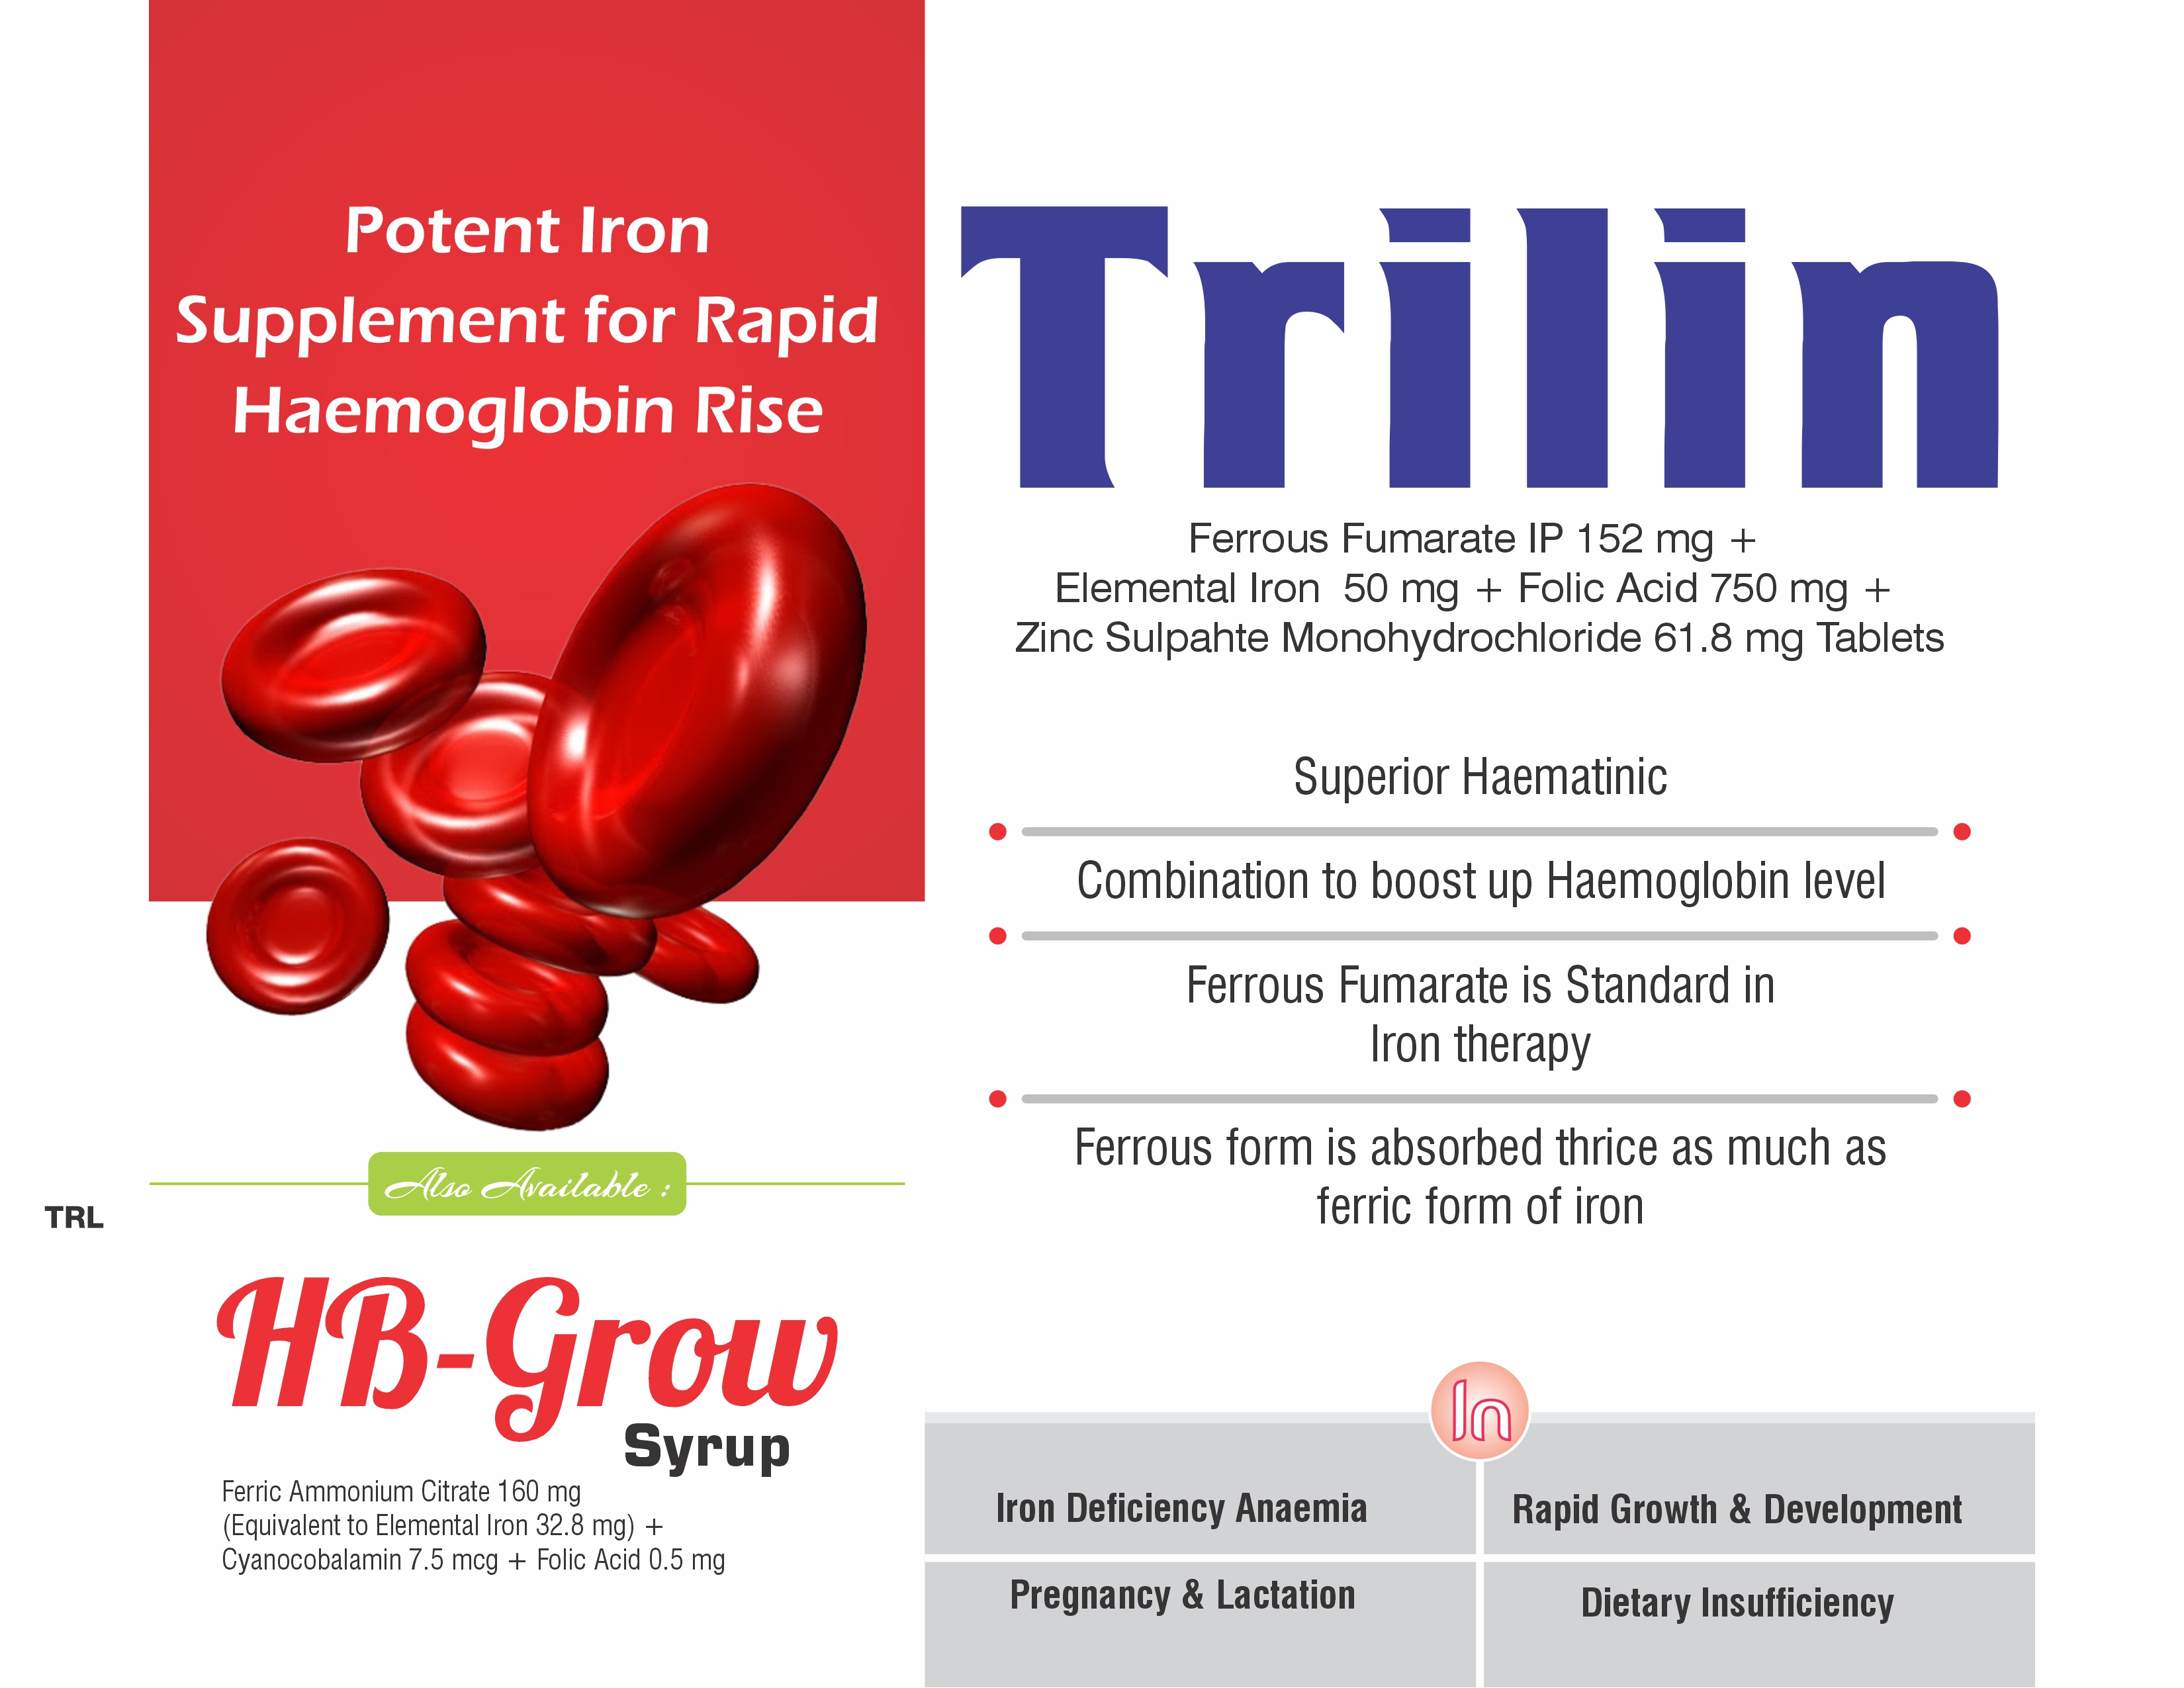 Potent Iron
Supplement for Rapid
Haemoglobin Rise
Also Available :
TRL
HB-Grow
Syrup
Ferric Ammonium Citrate 160 mg
(Equivalent to Elemental Iron 32.8 mg) +
Cyanocobalamin 7.5 mcg + Folic Acid 0.5 mg
Trilin
Ferrous Fumarate IP 152 mg +
Elemental Iron 50 mg + Folic Acid 750 mg +
Zinc Sulpahte Monohydrochloride 61.8 mg Tablets
Superior Haematinic
Combination to boost up Haemoglobin level
Ferrous Fumarate is Standard in
Iron therapy
Ferrous form is absorbed thrice as much as
ferric form of iron
In
Iron Deficiency Anaemia
Rapid Growth & Development
Pregnancy & Lactation
Dietary Insufficiency